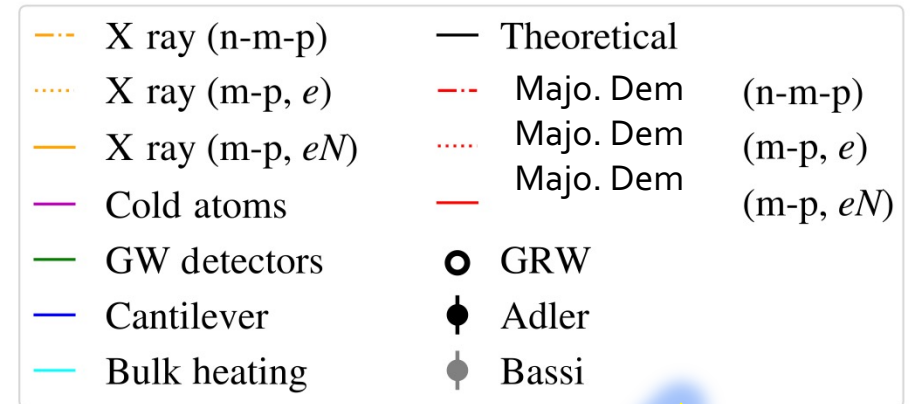 X ray (n-m-p)
X ray (m-p, e)
X ray (m-p, eN)
Cold atoms
GW detectors
Cantilever
Bulk heating
Theoretical
Majo. Dem (n-m-p)
Majo. Dem (m-p, e)
Majo. Dem (m-p, eN)
GRW
Adler
Bassi